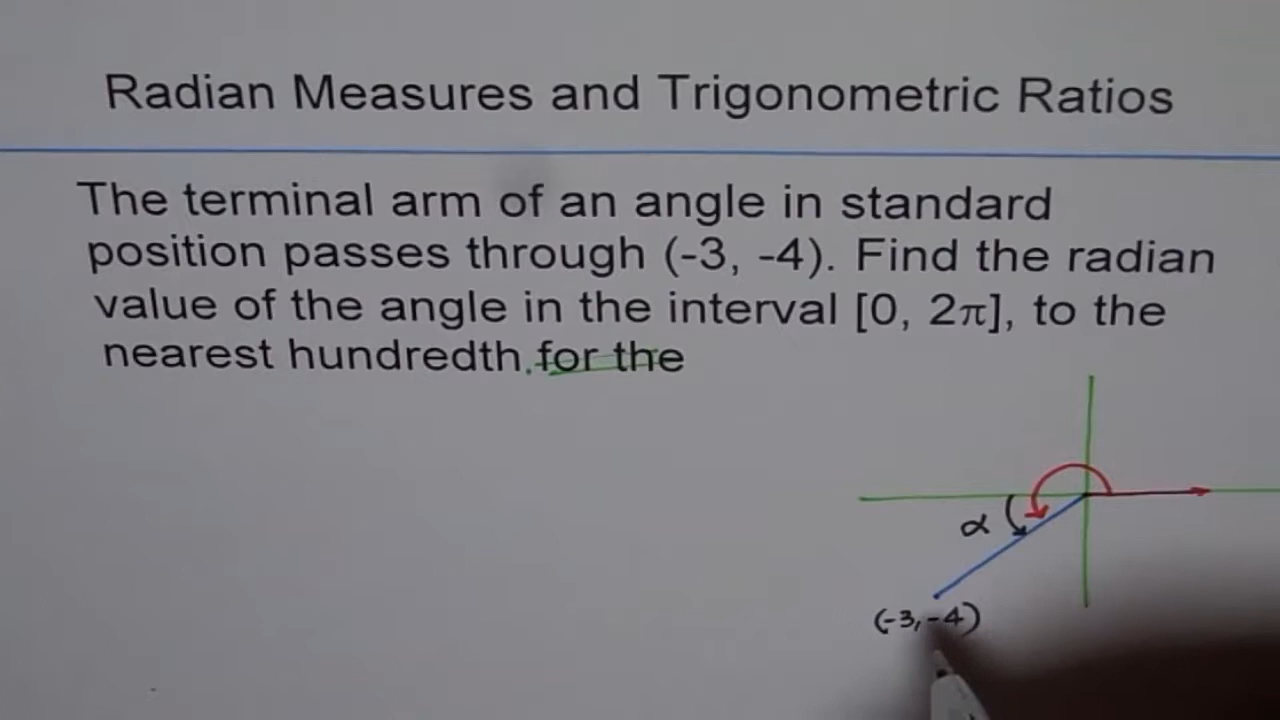 Radian Measures and Trigonometric Ratios
The terminal arm of an angle in standard
position passes through (-3, -4). Find the radian
value of the angle in the interval [0, 2π], to the
nearest hundredth. for the
α
(-3,-4)